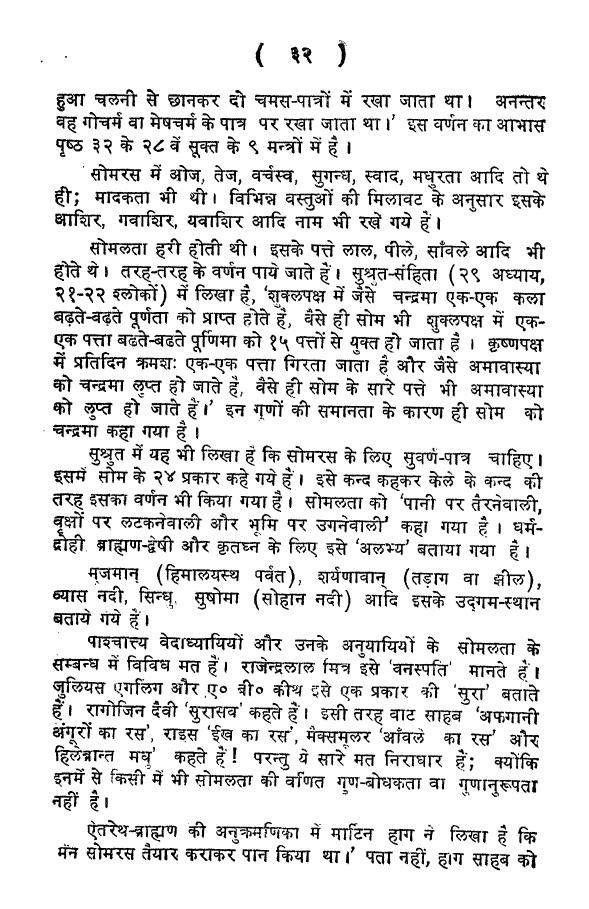 ( ३२ )
हुआ चलनी से छानकर दो चमस-पात्रों में रखा जाता था। अनन्तर
वह गोचर्म वा मेषचर्म के पात्र पर रखा जाता था।' इस वर्णन का आभास
पृष्ठ ३२ के २८ वें सूक्त के ९ मन्त्रों में है।
सोमरस में ओज, तेज, वर्चस्व, सुगन्ध, स्वाद, मधुरता आदि तो थे
ही; मादकता भी थी। विभिन्न वस्तुओं की मिलावट के अनुसार इसके
आशिर, गवाशिर, यवाशिर आदि नाम भी रखे गये हैं।
सोमलता हरी होती थी। इसके पत्ते लाल, पीले, साँवले आदि भी
होते थे। तरह-तरह के वर्णन पाये जाते हैं। सुश्रुत-संहिता (२९ अध्याय,
२१-२२ श्लोकों) में लिखा है, 'शुक्लपक्ष में जैसे चन्द्रमा एक-एक कला
बढ़ते-बढ़ते पूर्णता को प्राप्त होते हैं, वैसे ही सोम भी शुक्लपक्ष में एक-
एक पत्ता बढ़ते-बढ़ते पूर्णिमा को १५ पत्तों से युक्त हो जाता है। कृष्णपक्ष
में प्रतिदिन क्रमशः एक-एक पत्ता गिरता जाता है और जैसे अमावास्या
को चन्द्रमा लुप्त हो जाते हैं, वैसे ही सोम के सारे पत्ते भी अमावास्या
को लुप्त हो जाते हैं।' इन गुणों की समानता के कारण ही सोम को
चन्द्रमा कहा गया है।
सुश्रुत में यह भी लिखा है कि सोमरस के लिए सुवर्ण-पात्र चाहिए।
इसमें सोम के २४ प्रकार कहे गये हैं। इसे कन्द कहकर केले के कन्द की
तरह इसका वर्णन भी किया गया है। सोमलता को 'पानी पर तैरनेवाली,
वृक्षों पर लटकनेवाली और भूमि पर उगनेवाली' कहा गया है। धर्म-
द्रोही ब्राह्मण-द्वेषी और कृतघ्न के लिए इसे 'अलभ्य' बताया गया है।
मूजमान् (हिमालयस्थ पर्वत), शर्यणावान् (तड़ाग वा झील),
व्यास नदी, सिन्धु, सुषोमा (सोहान नदी) आदि इसके उद्गम-स्थान
बताये गये हैं।
पाश्चात्त्य वेदाध्यायियों और उनके अनुयायियों के सोमलता के
सम्बन्ध में विविध मत हैं। राजेन्द्रलाल मित्र इसे 'वनस्पति' मानते हैं।
जुलियस एगलिंग और ए० बी० कीथ इसे एक प्रकार की 'सुरा' बताते
हैं। रागोजिन देवी 'सुरासव' कहते हैं। इसी तरह वाट साहब 'अफगानी
अंगूरों का रस', राइस 'ईख का रस', मैक्समूलर 'आँवले का रस' और
हिलेब्रान्त मधु' कहते हैं! परन्तु ये सारे मत निराधार हैं; क्योंकि
इनमें से किसी में भी सोमलता की वर्णित गुण-बोधकता वा गुणानुरूपता
नहीं है।
ऐतरेय-ब्राह्मण की अनुक्रमणिका में मार्टिन हाग ने लिखा है कि
मैंने सोमरस तैयार कराकर पान किया था।' पता नहीं, हाग साहब को